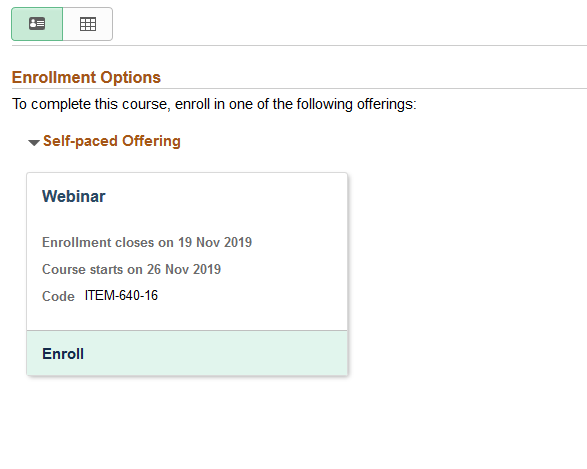 Enrollment Options
To complete this course, enroll in one of the following offerings:
Self-paced Offering
Webinar
Enrollment closes on 19 Nov 2019
Course starts on 26 Nov 2019
Code ITEM-640-16
Enroll